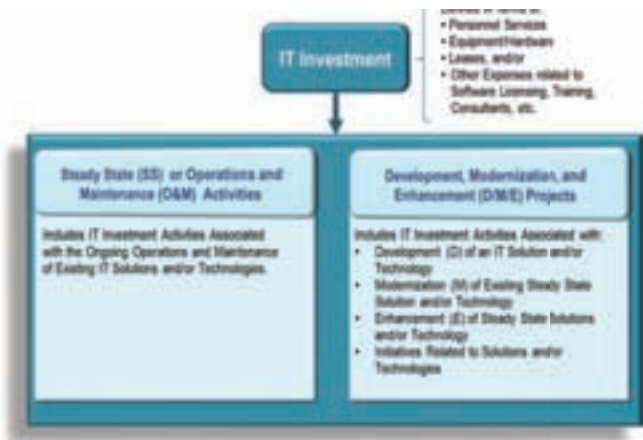 • Personnel Services
• Equipment/Hardware
• Leases, and/or
• Other Expenses related to
Software Licensing, Training,
Consultants, etc.
IT Investment
Steady State (SS) or Operations and
Maintenance (O&M) Activities
Includes IT Investment Activities Associated
with the Ongoing Operations and Maintenance
of Existing IT Solutions and/or Technologies.
Development, Modernization, and
Enhancement (D/M/E) Projects
Includes IT Investment Activities Associated with:
• Development (D) of an IT Solution and/or
Technology
• Modernization (M) of Existing Steady State
Solution and/or Technology
• Enhancement (E) of Steady State Solutions
and/or Technology
• Initiatives Related to Solutions and/or
Technologies